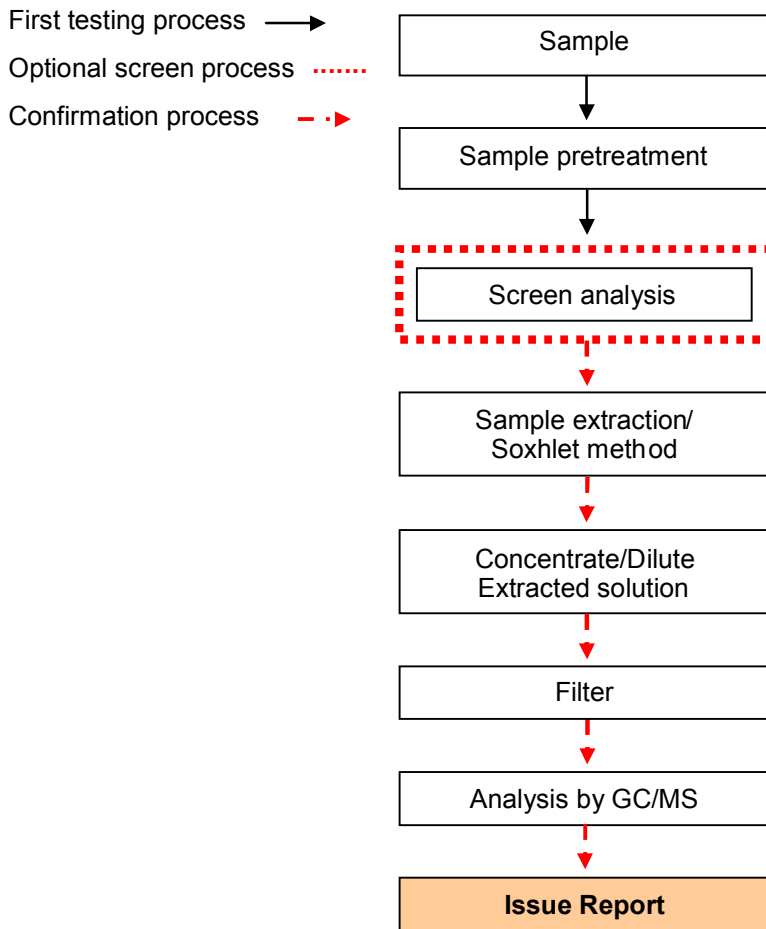 First testing process
Optional screen process
Confirmation process
Sample
Sample pretreatment
Screen analysis
Sample extraction/
Soxhlet method
Concentrate/Dilute
Extracted solution
Filter
Analysis by GC/MS
Issue Report